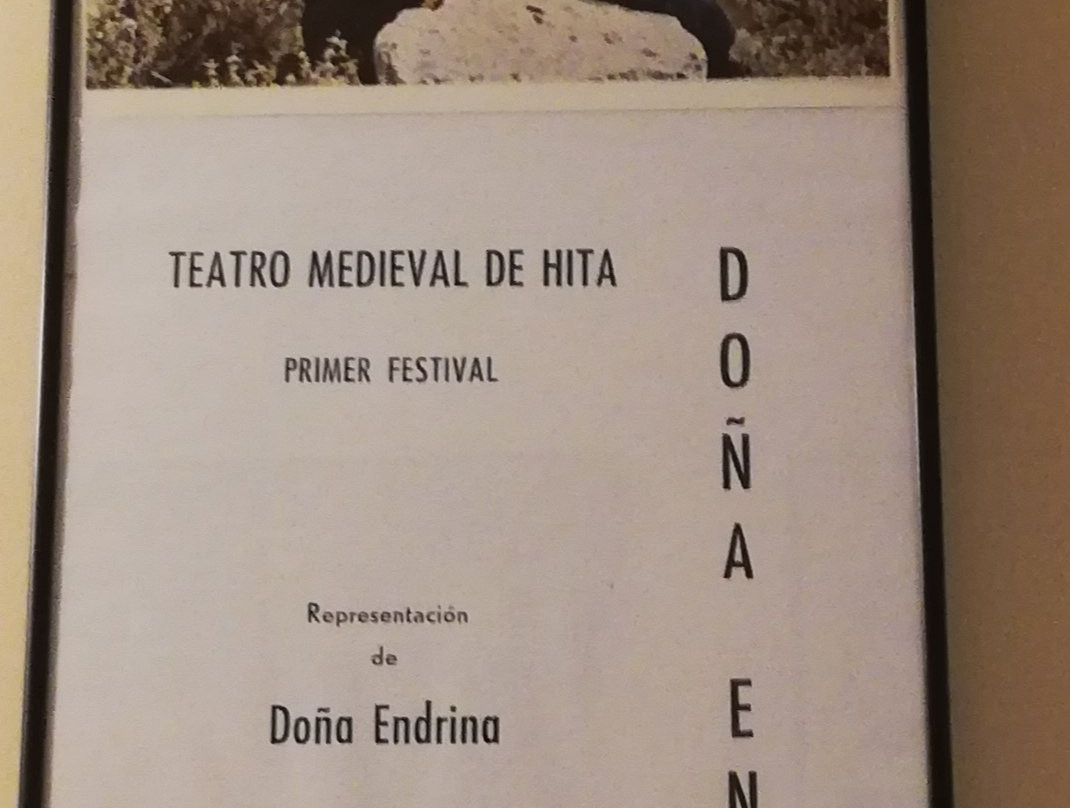 TEATRO MEDIEVAL DE HITA
PRIMER FESTIVAL
Representación
de
Doña Endrina
D
O
Ñ
A
E
N